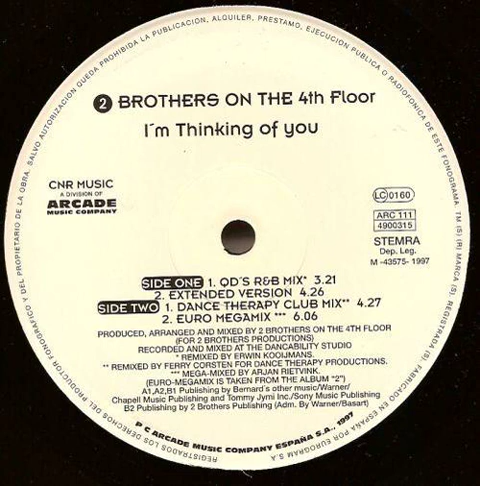 SALVO AUTORIZACION QUEDA PROHIBIDA LA PUBLICACION, ALQUILER, PRESTAMO, EJECUCION PUBLICA O RADIOFONICA DE ESTE FONOGRAMA. TM (S) (R) MARCA (S). REGISTRADA (S) FABRICADO EN ESPAÑA POR EUROGRAM S.A.
REGISTRADOS LOS DERECHOS DEL PRODUCTOR FONOGRAFICO Y DEL PROPIETARIO DE LA OBRA.
2 BROTHERS ON THE 4th Floor
I´m Thinking of you
CNR MUSIC
A DIVISION OF
ARCADE
MUSIC COMPANY
LC 0160
ARC 111
4900315
STEMRA
Dep. Leg.
M -43575- 1997
SIDE ONE 1. QD´S R&B MIX* 3.21
2. EXTENDED VERSION 4.26
SIDE TWO 1. DANCE THERAPY CLUB MIX** 4.27
2. EURO MEGAMIX *** 6.06
PRODUCED, ARRANGED AND MIXED BY 2 BROTHERS ON THE 4TH FLOOR
(FOR 2 BROTHERS PRODUCTIONS)
RECORDED AND MIXED AT THE DANCABILITY STUDIO
* REMIXED BY ERWIN KOOIJMANS.
** REMIXED BY FERRY CORSTEN FOR DANCE THERAPY PRODUCTIONS.
*** MEGA-MIXED BY ARJAN RIETVINK.
(EURO-MEGAMIX IS TAKEN FROM THE ALBUM "2")
A1,A2,B1 Publishing by Bernard´s other music/Warner/
Chapell Music Publishing and Tommy Jymi Inc./Sony Music Publishing
B2 Publishing by 2 Brothers Publishing (Adm. By Warner/Basart)
P C ARCADE MUSIC COMPANY ESPAÑA S.A., 1997